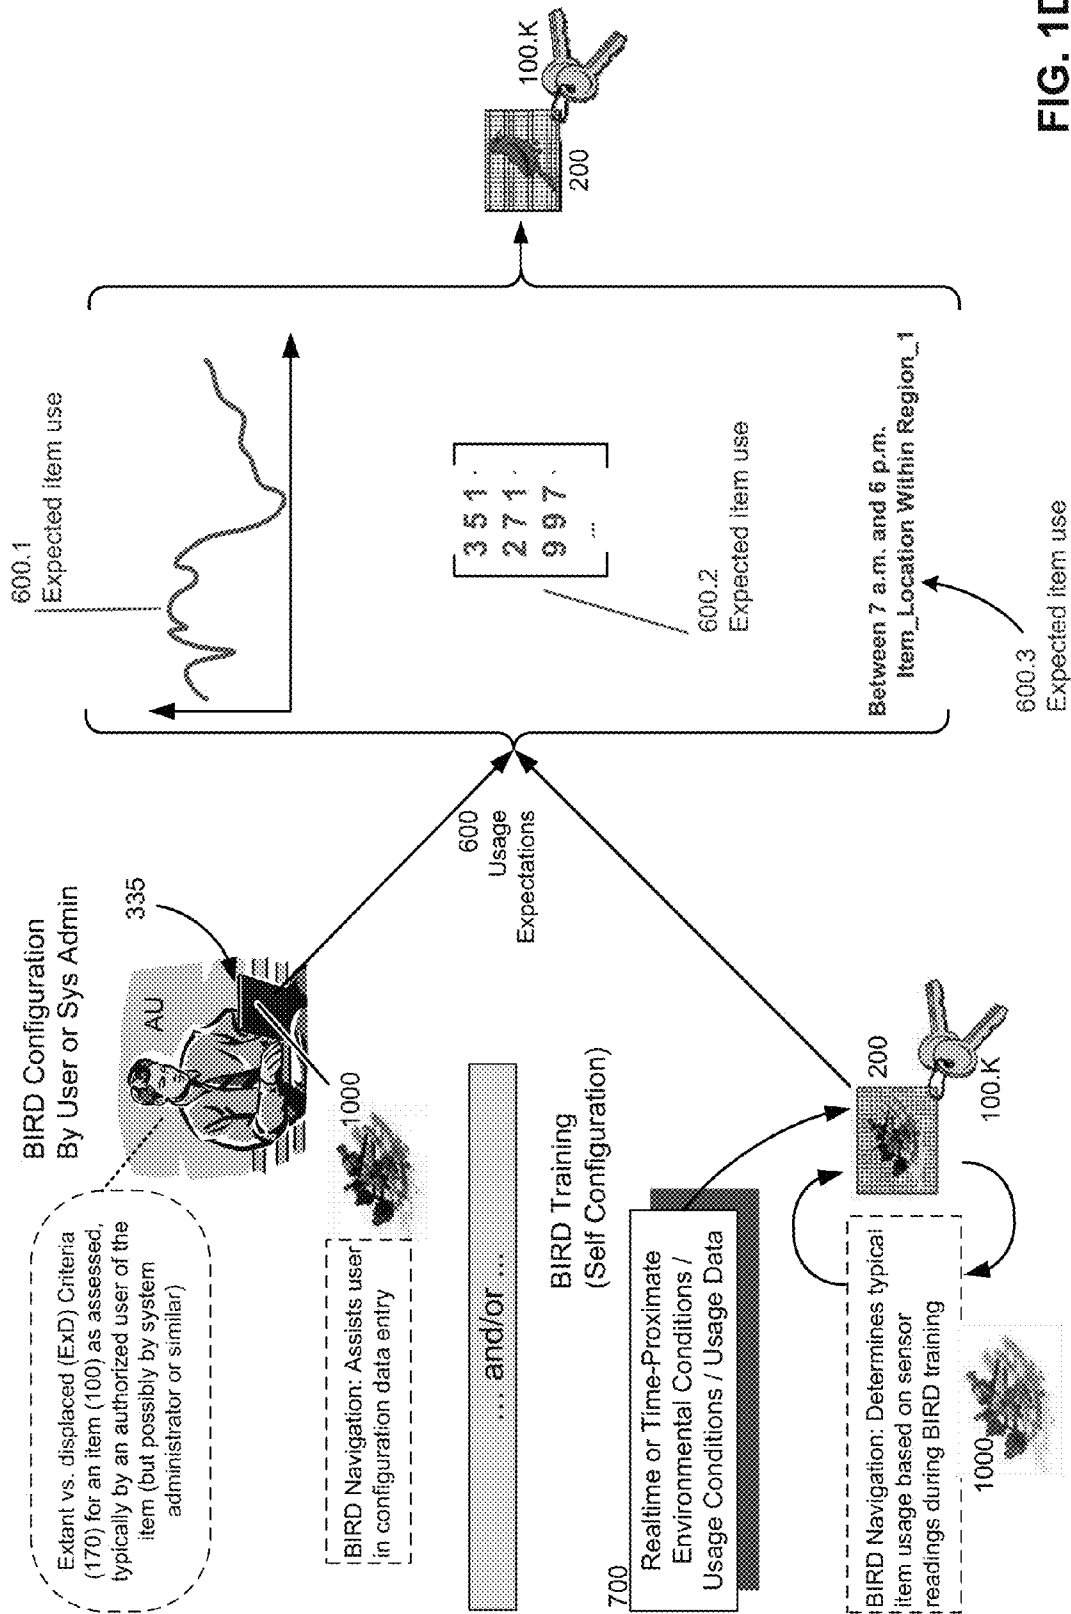 Extant vs. displaced (ExD) Criteria
(170) for an item (100) as assessed,
typically by an authorized user of the
item (but possibly by system
administrator or similar)
BIRD Configuration
By User or Sys Admin
AU
335
1000
BIRD Navigation: Assists user
in configuration data entry
... and/or ...
BIRD Training
(Self Configuration)
700
Realtime or Time-Proximate
Environmental Conditions /
Usage Conditions / Usage Data
BIRD Navigation: Determines typical
item usage based on sensor
readings during BIRD training
1000
200
100.K
600
Usage
Expectations
600.1
Expected item use
3 5 1
2 7 1
9 9 7
...
600.2
Expected item use
Between 7 a.m. and 6 p.m.
Item_Location Within Region_1
600.3
Expected item use
200
100.K
FIG. 1D